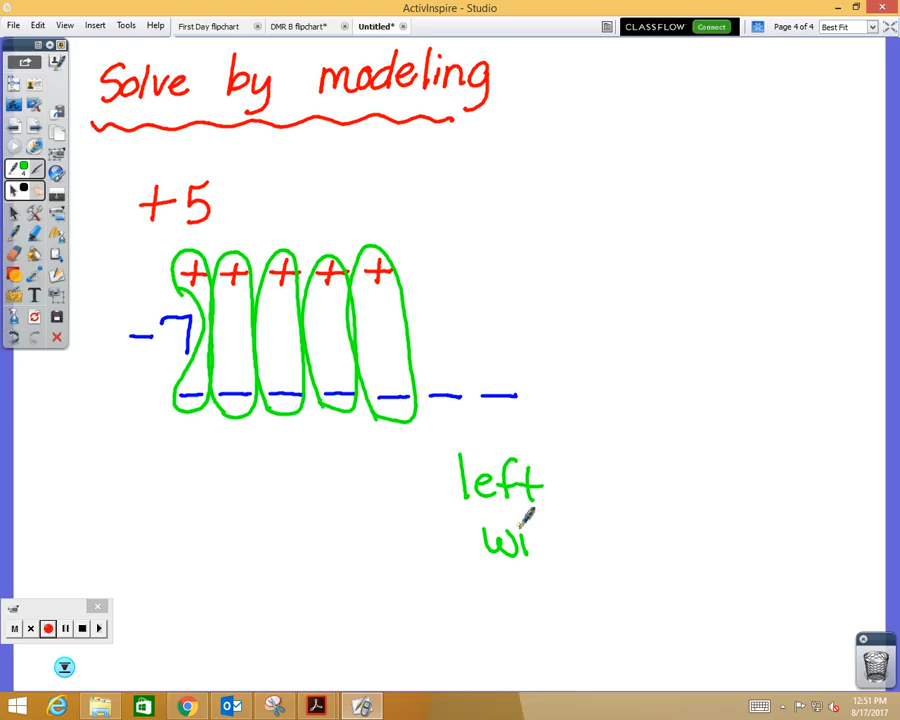 ActivInspire - Studio
File Edit View Insert Tools Help First Day flipchart DMR B flipchart* Untitled* CLASSFLOW Connect Page 4 of 4 Best Fit
Solve by modeling
+5
+ + + + +
-7
- - - - - - -
left
wi
M
12:51 PM
8/17/2017